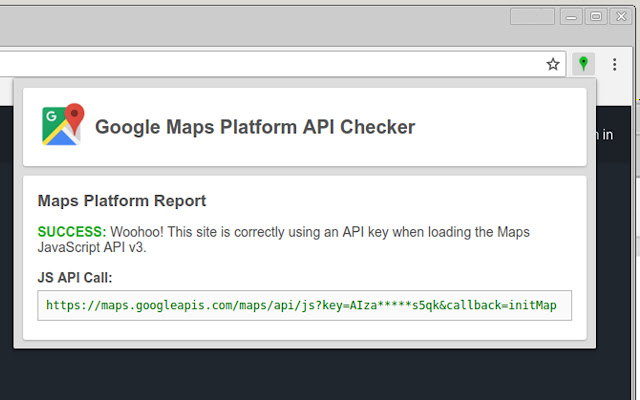 G
Google Maps Platform API Checker
n in
Maps Platform Report
SUCCESS: Woohoo! This site is correctly using an API key when loading the Maps
JavaScript API v3.
JS API Call:
https://maps.googleapis.com/maps/api/js?key=AIza*****s5qk&callback=initMap